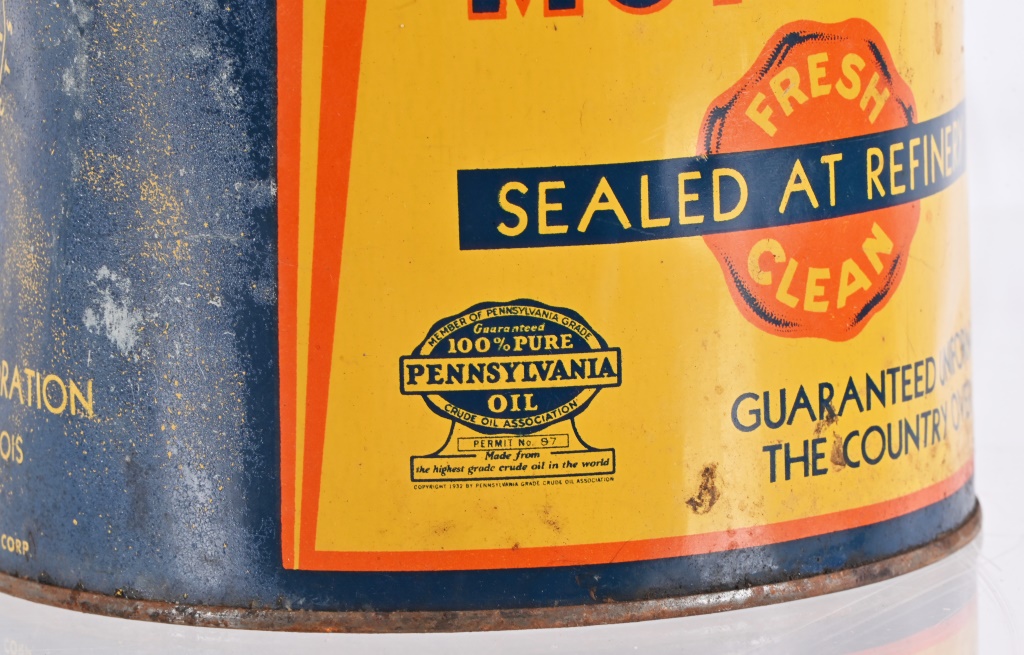 FRESH
SEALED AT REFINERY
CLEAN
MEMBER OF PENNSYLVANIA GRADE
Guaranteed
100% PURE
PENNSYLVANIA
OIL
CRUDE OIL ASSOCIATION
PERMIT No. 97
Made from
the highest grade crude oil in the world
COPYRIGHT 1932 BY PENNSYLVANIA GRADE CRUDE OIL ASSOCIATION
GUARANTEED
THE COUNTRY
RATION
OIS
CORP.